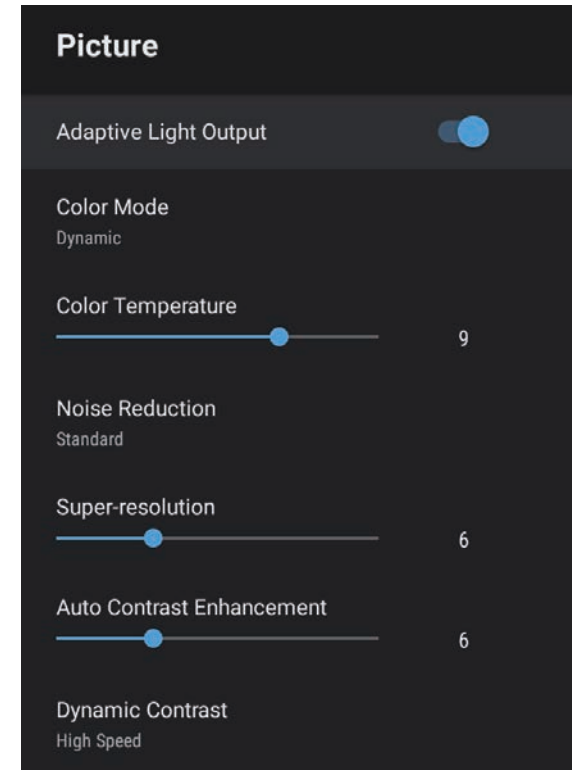 Picture
Adaptive Light Output
Color Mode
Dynamic
Color Temperature
9
Noise Reduction
Standard
Super-resolution
6
Auto Contrast Enhancement
6
Dynamic Contrast
High Speed